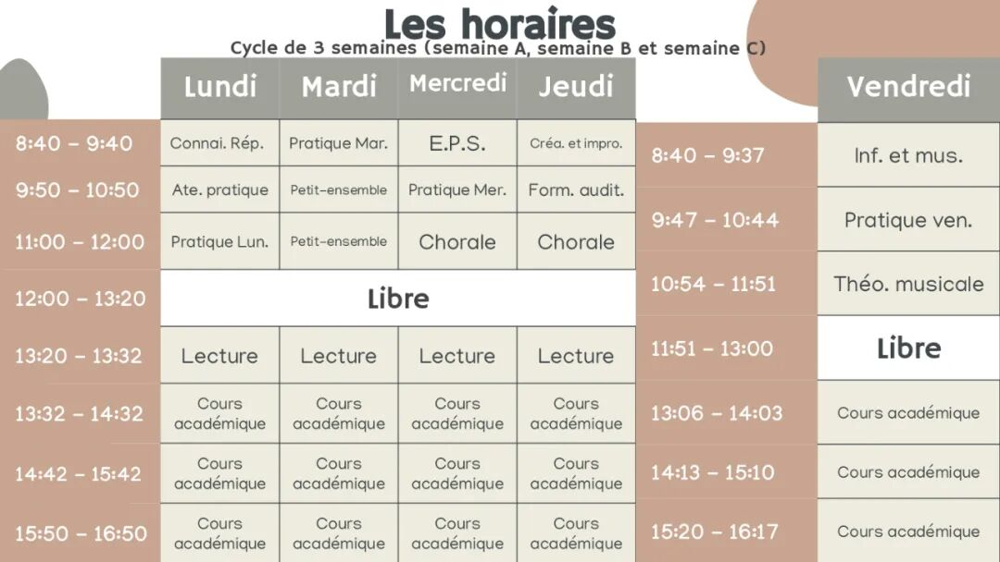 Les horaires
Cycle de 3 semaines (semaine A, semaine B et semaine C)
Lundi Mardi Mercredi Jeudi
8:40 - 9:40 Connai. Rép. Pratique Mar. E.P.S. Créa. et impro.
9:50 - 10:50 Ate. pratique Petit-ensemble Pratique Mer. Form. audit.
11:00 - 12:00 Pratique Lun. Petit-ensemble Chorale Chorale
12:00 - 13:20 Libre
13:20 - 13:32 Lecture Lecture Lecture Lecture
13:32 - 14:32 Cours académique Cours académique Cours académique Cours académique
14:42 - 15:42 Cours académique Cours académique Cours académique Cours académique
15:50 - 16:50 Cours académique Cours académique Cours académique Cours académique
Vendredi
8:40 - 9:37 Inf. et mus.
9:47 - 10:44 Pratique ven.
10:54 - 11:51 Théo. musicale
11:51 - 13:00 Libre
13:06 - 14:03 Cours académique
14:13 - 15:10 Cours académique
15:20 - 16:17 Cours académique